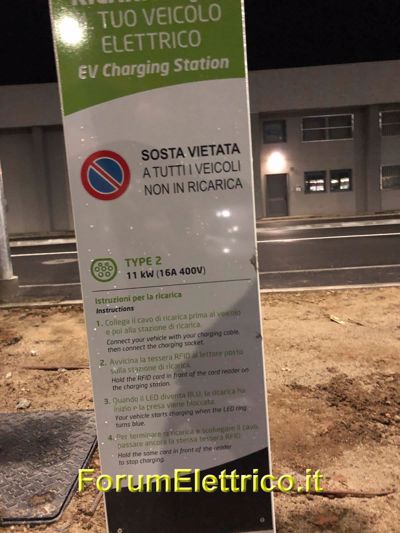 TUO VEICOLO
ELETTRICO
EV Charging Station
SOSTA VIETATA
A TUTTI I VEICOLI
NON IN RICARICA
TYPE 2
11 kW (16A 400V)
Istruzioni per la ricarica
Instructions
1. Collega il cavo di ricarica prima al veicolo
e poi alla stazione di ricarica.
Connect your vehicle with your charging cable,
then connect the charging socket.
2. Avvicina la tessera RFID al lettore posto
sulla stazione di ricarica.
Hold the RFID card in front of the card reader on
the charging station.
3. Quando il LED diventa BLU, la ricarica ha
inizio e la presa viene bloccata.
Your vehicle starts charging when the LED ring
turns blue.
4. Per terminare la ricarica e scollegare il cavo,
passare ancora la stessa tessera RFID.
Hold the same card in front of the reader
to stop charging.
ForumElettrico.it